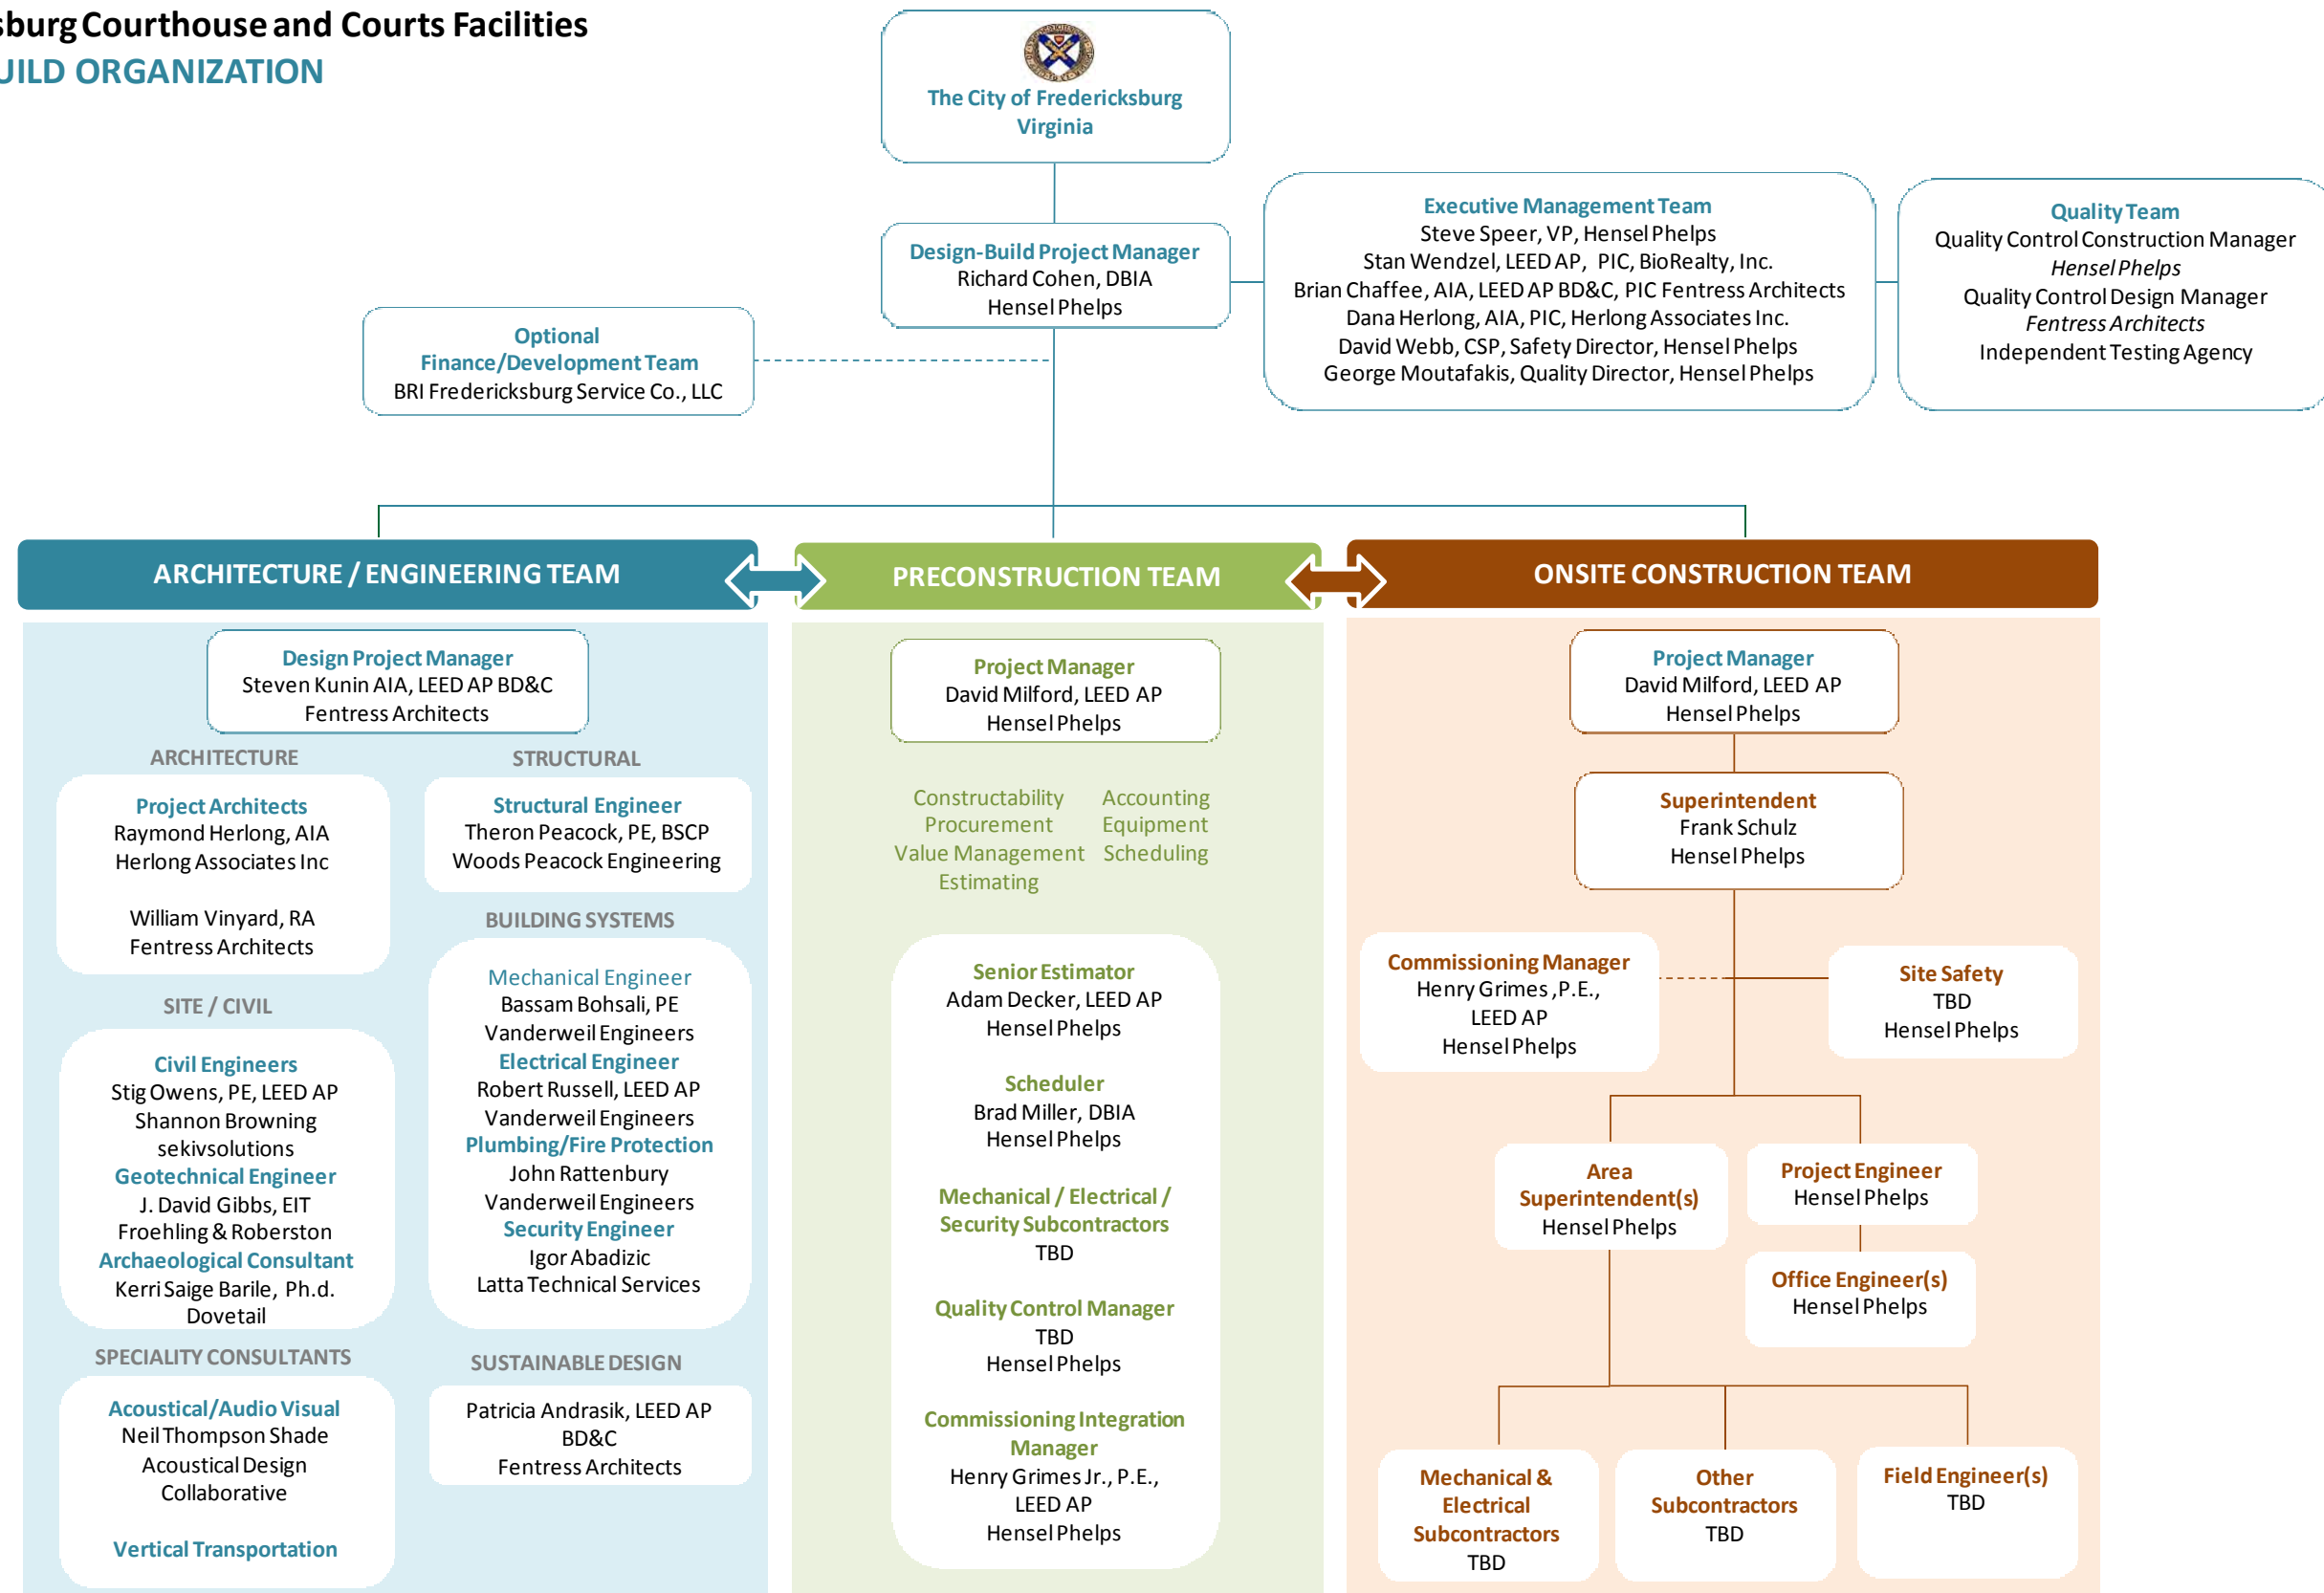 sburg Courthouse and Courts Facilities
UILD ORGANIZATION
The City of Fredericksburg
Virginia
Design-Build Project Manager
Richard Cohen, DBIA
Hensel Phelps
Executive Management Team
Steve Speer, VP, Hensel Phelps
Stan Wendzel, LEED AP, PIC, BioRealty, Inc.
Brian Chaffee, AIA, LEED AP BD&C, PIC Fentress Architects
Dana Herlong, AIA, PIC, Herlong Associates Inc.
David Webb, CSP, Safety Director, Hensel Phelps
George Moutafakis, Quality Director, Hensel Phelps
Quality Team
Quality Control Construction Manager
Hensel Phelps
Quality Control Design Manager
Fentress Architects
Independent Testing Agency
Optional
Finance/Development Team
BRI Fredericksburg Service Co., LLC
ARCHITECTURE / ENGINEERING TEAM
Design Project Manager
Steven Kunin AIA, LEED AP BD&C
Fentress Architects
ARCHITECTURE
Project Architects
Raymond Herlong, AIA
Herlong Associates Inc
William Vinyard, RA
Fentress Architects
SITE / CIVIL
Civil Engineers
Stig Owens, PE, LEED AP
Shannon Browning
sekivsolutions
Geotechnical Engineer
J. David Gibbs, EIT
Froehling & Roberston
Archaeological Consultant
Kerri Saige Barile, Ph.d.
Dovetail
SPECIALITY CONSULTANTS
Acoustical/Audio Visual
Neil Thompson Shade
Acoustical Design
Collaborative
Vertical Transportation
STRUCTURAL
Structural Engineer
Theron Peacock, PE, BSCP
Woods Peacock Engineering
BUILDING SYSTEMS
Mechanical Engineer
Bassam Bohsali, PE
Vanderweil Engineers
Electrical Engineer
Robert Russell, LEED AP
Vanderweil Engineers
Plumbing/Fire Protection
John Rattenbury
Vanderweil Engineers
Security Engineer
Igor Abadizic
Latta Technical Services
SUSTAINABLE DESIGN
Patricia Andrasik, LEED AP
BD&C
Fentress Architects
PRECONSTRUCTION TEAM
Project Manager
David Milford, LEED AP
Hensel Phelps
Constructability
Procurement
Value Management
Estimating
Accounting
Equipment
Scheduling
Senior Estimator
Adam Decker, LEED AP
Hensel Phelps
Scheduler
Brad Miller, DBIA
Hensel Phelps
Mechanical / Electrical /
Security Subcontractors
TBD
Quality Control Manager
TBD
Hensel Phelps
Commissioning Integration
Manager
Henry Grimes Jr., P.E.,
LEED AP
Hensel Phelps
ONSITE CONSTRUCTION TEAM
Project Manager
David Milford, LEED AP
Hensel Phelps
Superintendent
Frank Schulz
Hensel Phelps
Commissioning Manager
Henry Grimes ,P.E.,
LEED AP
Hensel Phelps
Site Safety
TBD
Hensel Phelps
Area
Superintendent(s)
Hensel Phelps
Project Engineer
Hensel Phelps
Office Engineer(s)
Hensel Phelps
Mechanical &
Electrical
Subcontractors
TBD
Other
Subcontractors
TBD
Field Engineer(s)
TBD